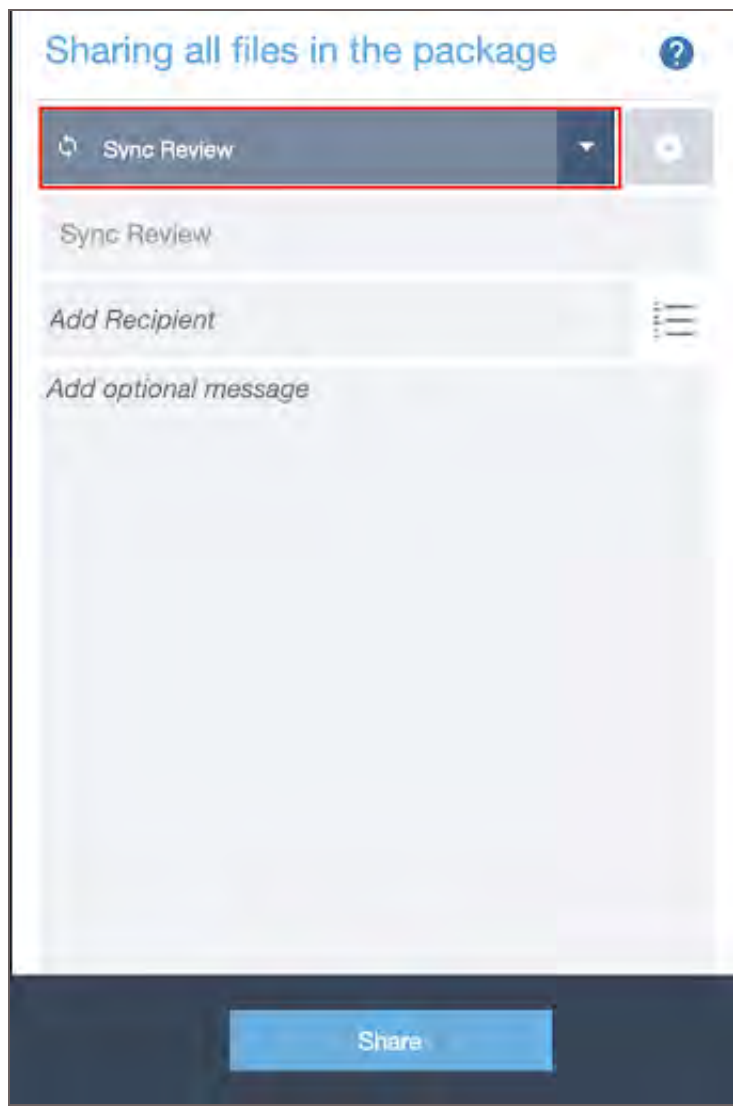 Sharing all files in the package ?
Sync Review
Sync Review
Add Recipient
Add optional message
Share